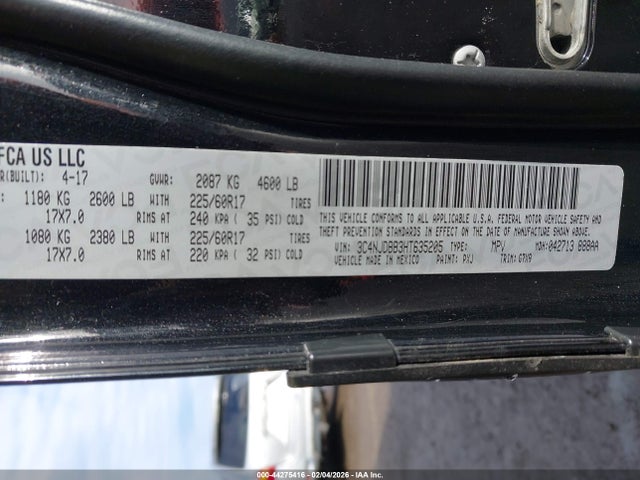 FCA US LLC
R(BUILT): 4-17 GVWR: 2087 KG 4600 LB
: 1180 KG 2600 LB WITH 225/60R17 TIRES
17X7.0 RIMS AT 240 KPA ( 35 PSI) COLD
1080 KG 2380 LB WITH 225/60R17 TIRES
17X7.0 RIMS AT 220 KPA ( 32 PSI) COLD
THIS VEHICLE CONFORMS TO ALL APPLICABLE U.S.A. FEDERAL MOTOR VEHICLE SAFETY AND
THEFT PREVENTION STANDARDS IN EFFECT ON THE DATE OF MANUFACTURE SHOWN ABOVE.
VIN: 3C4NJDBB3HT635205 TYPE: MPV MDH:042713 888AA
VEHICLE MADE IN MEXICO PAINT: PXJ TRIM:
000-44275416 - 02/04/2026 - IAA Inc.